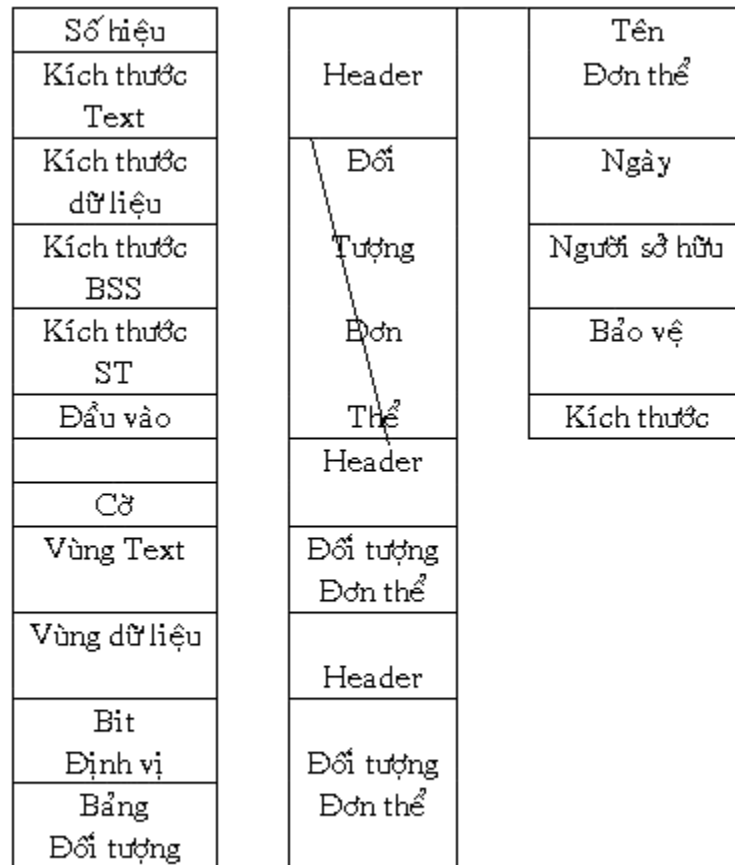 Số hiệu
Kích thước
Text
Kích thước
dữ liệu
Kích thước
BSS
Kích thước
ST
Đầu vào
Cờ
Vùng Text
Vùng dữ liệu
Bit
Định vị
Bảng
Đối tượng
Header
Đối
Tượng
Đơn
Thể
Header
Đối tượng
Đơn thể
Header
Đối tượng
Đơn thể
Tên
Đơn thể
Ngày
Người sở hữu
Bảo vệ
Kích thước